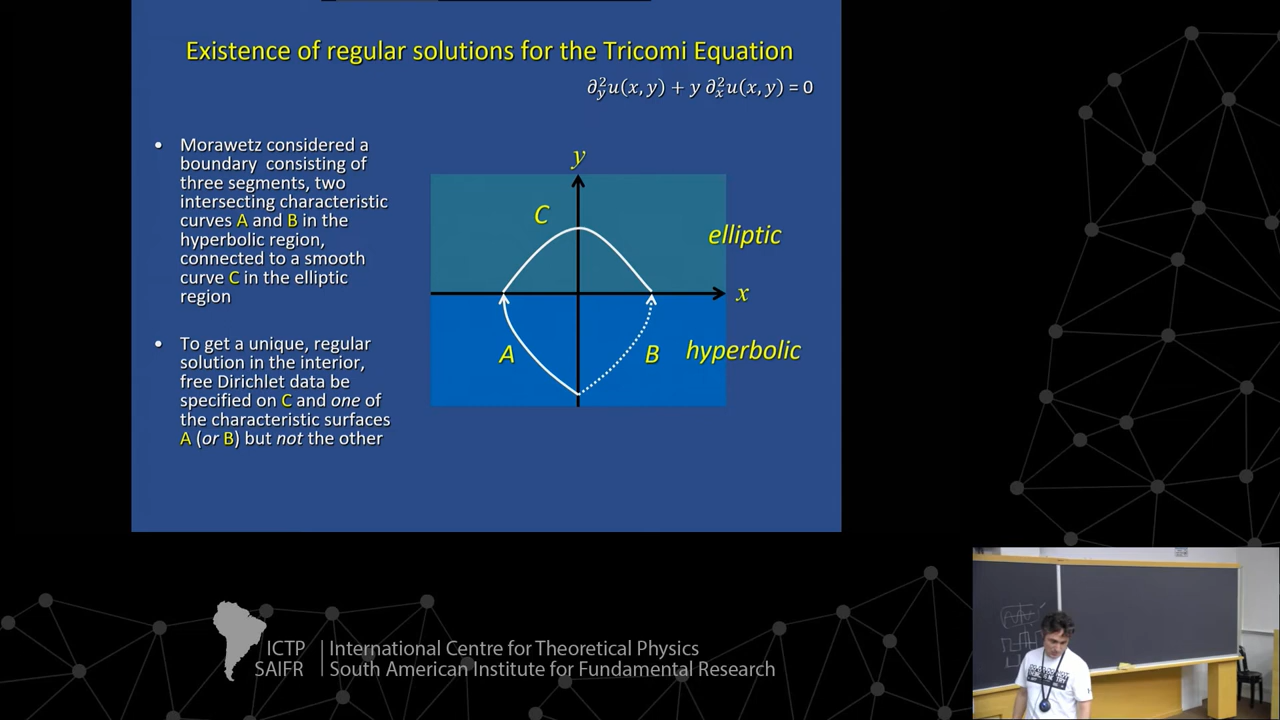 Existence of regular solutions for the Tricomi Equation
∂²ᵧu(x, y) + y ∂²ₓu(x, y) = 0
• Morawetz considered a
boundary consisting of
three segments, two
intersecting characteristic
curves A and B in the
hyperbolic region,
connected to a smooth
curve C in the elliptic
region
• To get a unique, regular
solution in the interior,
free Dirichlet data be
specified on C and one of
the characteristic surfaces
A (or B) but not the other
y
C
elliptic
x
A
B
hyperbolic
ICTP
SAIFR
International Centre for Theoretical Physics
South American Institute for Fundamental Research